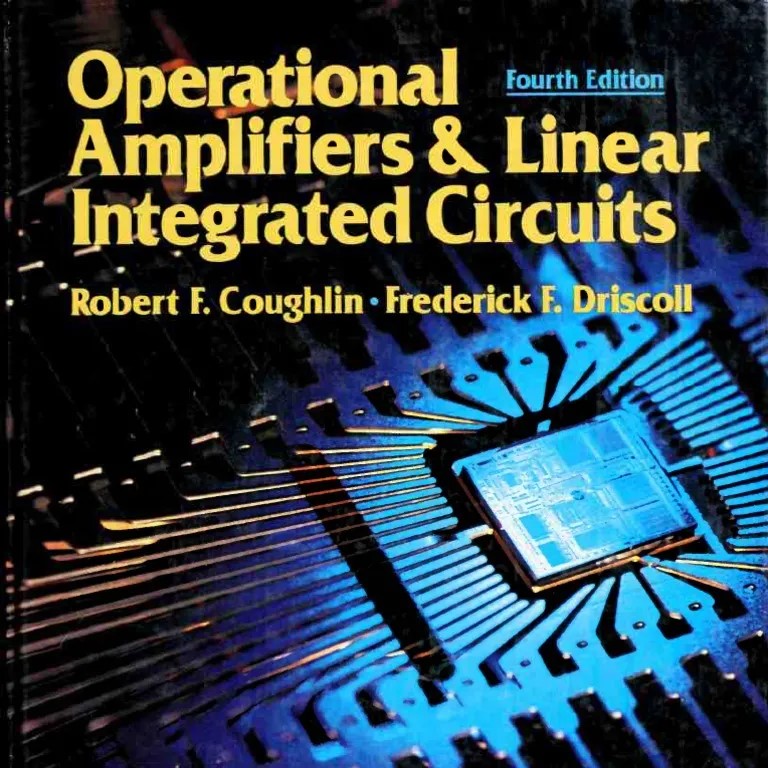 Operational
Fourth Edition
Amplifiers & Linear
Integrated Circuits
Robert F. Coughlin • Frederick F. Driscoll